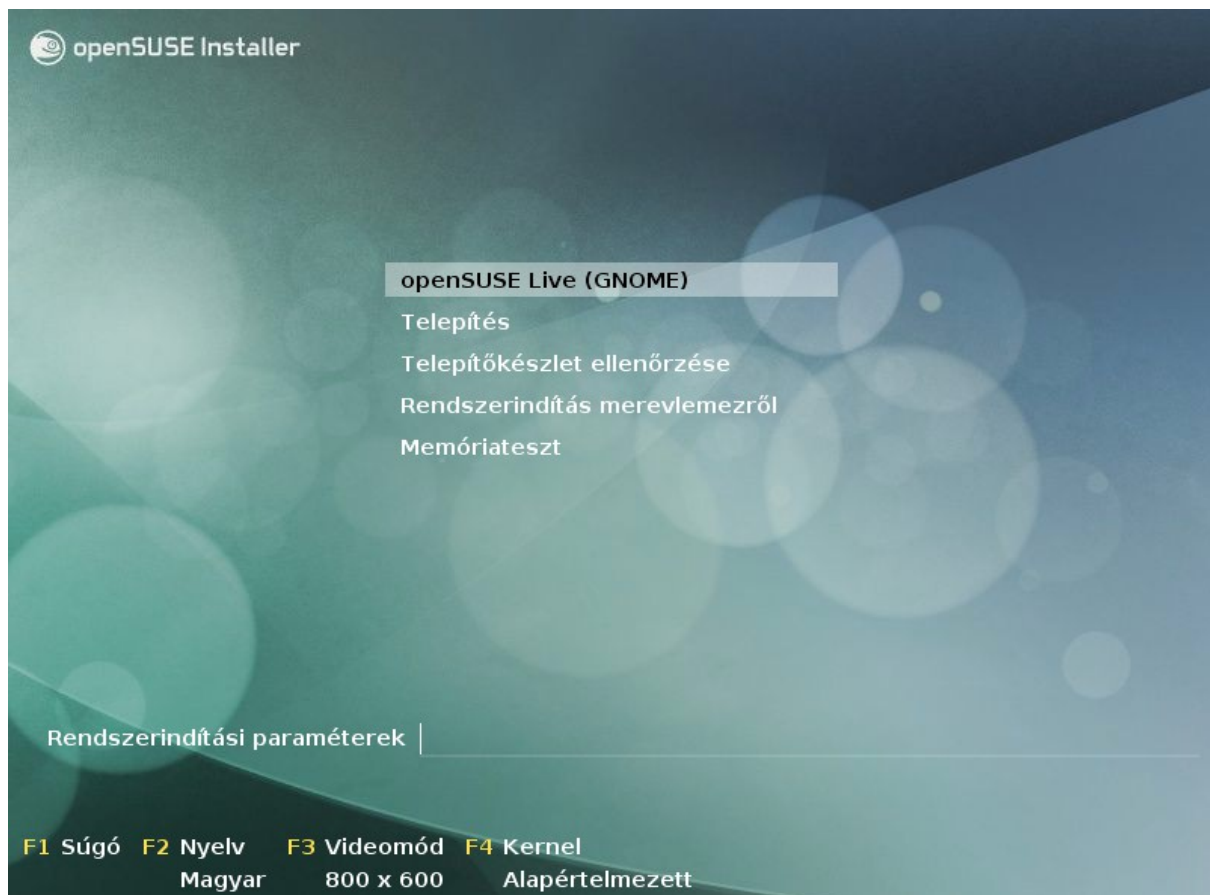 openSUSE Installer
openSUSE Live (GNOME)
Telepítés
Telepítőkészlet ellenőrzése
Rendszerindítás merevlemezről
Memóriateszt
Rendszerindítási paraméterek
F1 Súgó F2 Nyelv F3 Videomód F4 Kernel
Magyar 800 x 600 Alapértelmezett